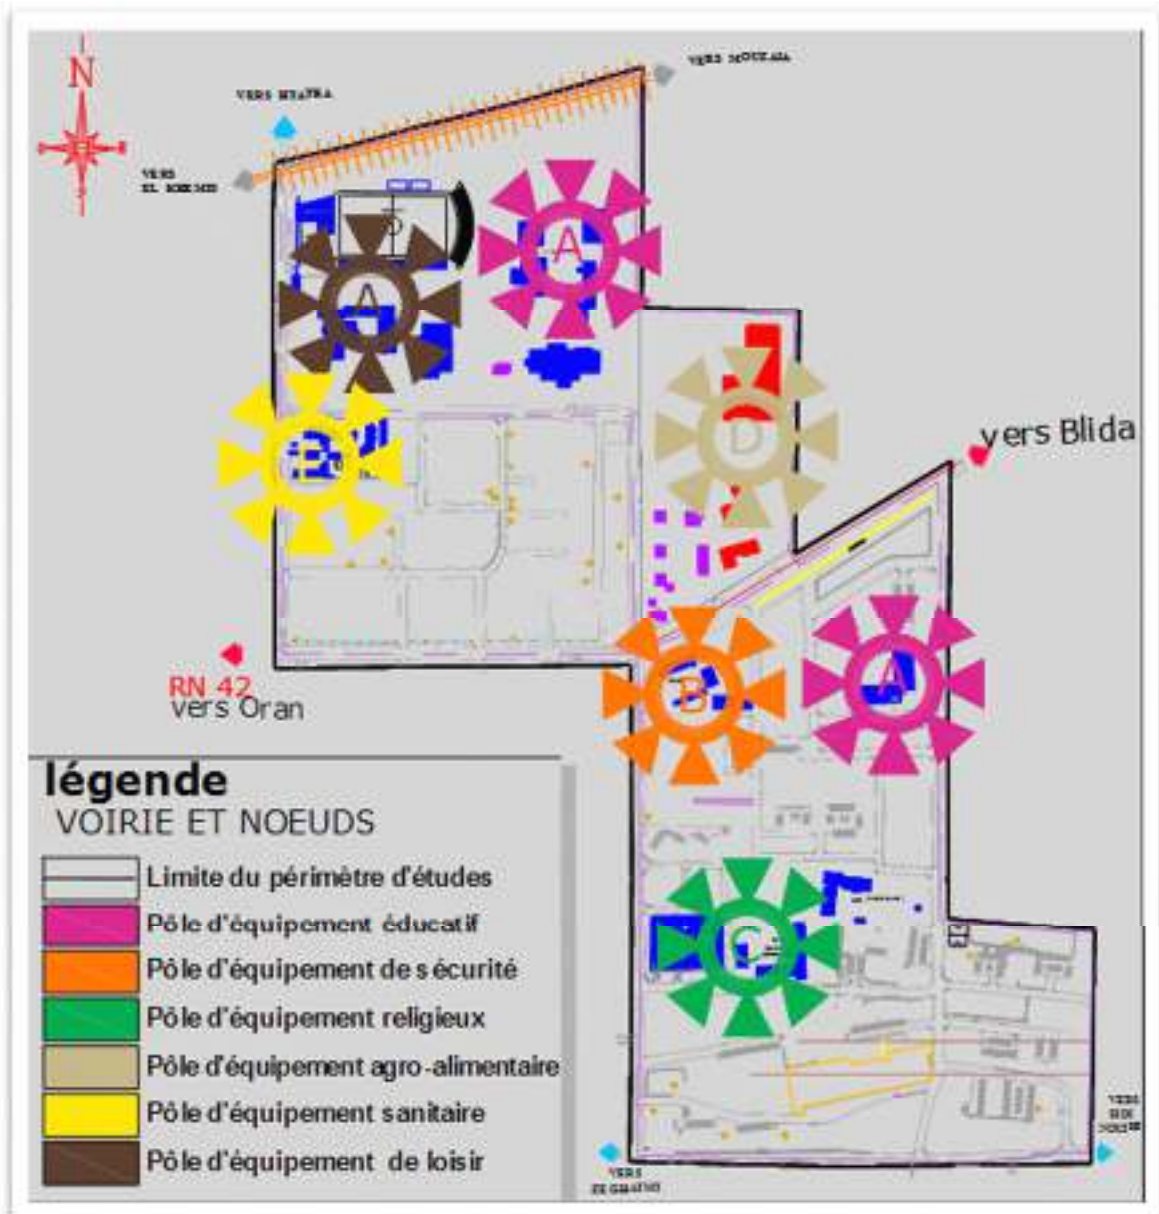 N
VERS
VERS
A
A
E
D
vers Blida
RN 42
vers Oran
B
A
C
légende
VOIRIE ET NOEUDS
Limite du périmètre d'études
Pôle d'équipement éducatif
Pôle d'équipement de sécurité
Pôle d'équipement religieux
Pôle d'équipement agro-alimentaire
Pôle d'équipement sanitaire
Pôle d'équipement de loisir
VERS
VERS